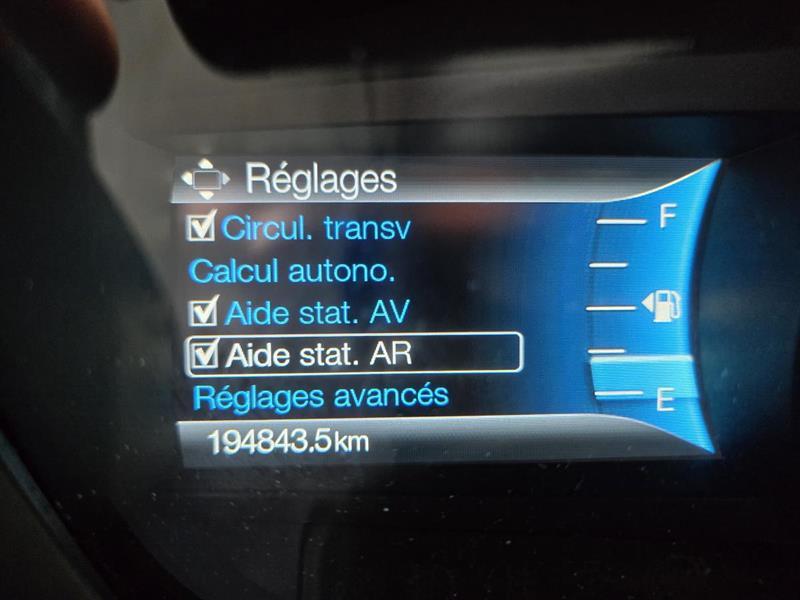 Réglages
Circul. transv
F
Calcul autono.
Aide stat. AV
Aide stat. AR
Réglages avancés
E
194843.5km